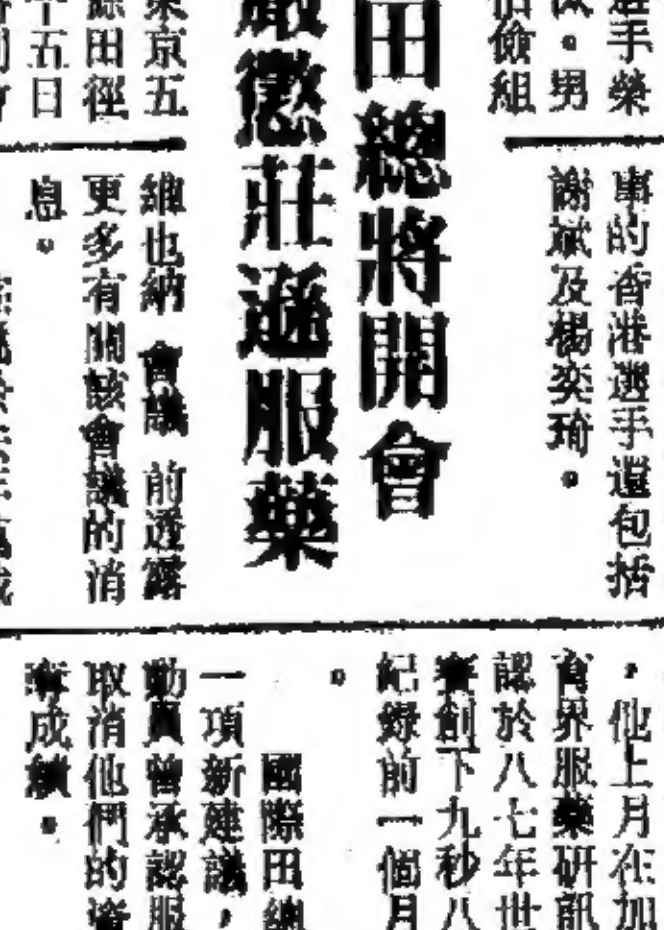 選手榮
。男
伯儉組
事的香港選手還包括
謝斌及楊奕琦。
田總將開會
嚴懲莊遜服藥
東京五
田徑
十五日
維也納會議前透露
更多有關該會議的消
息。
，他上月在加
育界服藥研訊
認於八七年世
賽創下九秒八
紀錄前一個月
。
國際田總
一項新建議，
動員曾承認服
取消他們的資
成績。